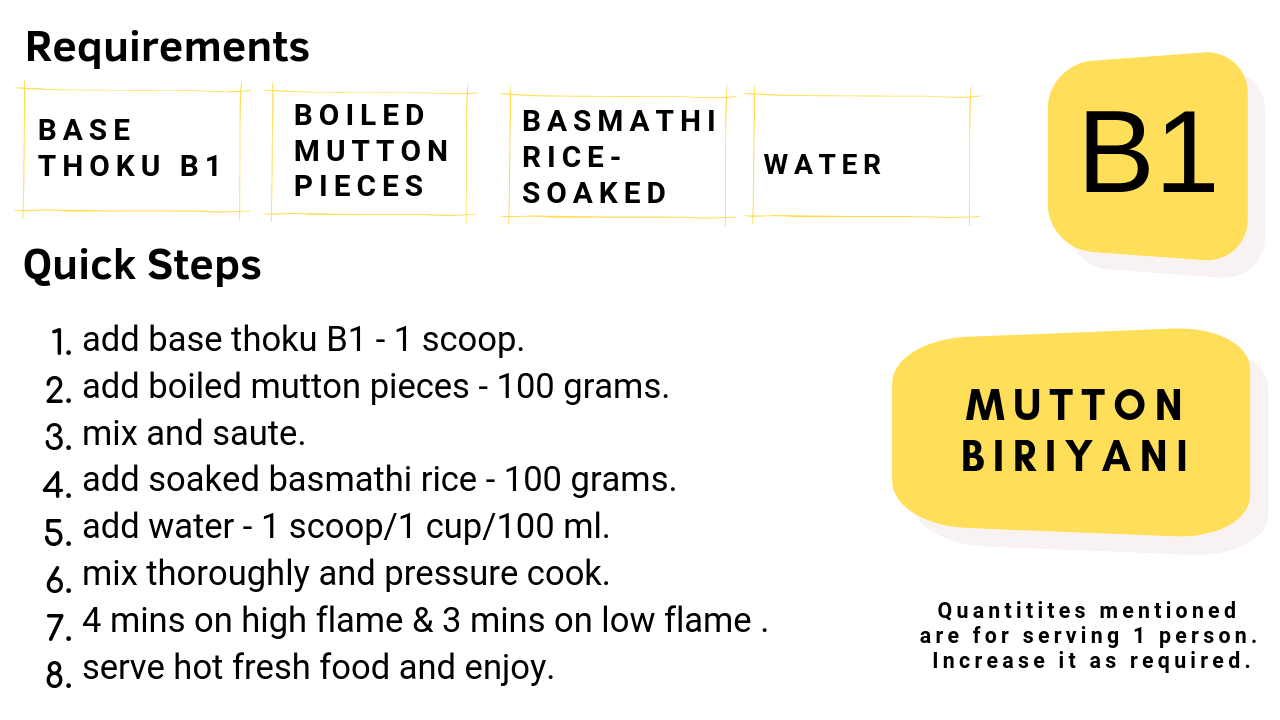 Requirements
BASE
THOKU B1
BOILED
MUTTON
PIECES
BASMATHI
RICE-
SOAKED
WATER
B1
Quick Steps
1. add base thoku B1 - 1 scoop.
2. add boiled mutton pieces - 100 grams.
3. mix and saute.
4. add soaked basmathi rice - 100 grams.
5. add water - 1 scoop/1 cup/100 ml.
6. mix thoroughly and pressure cook.
7. 4 mins on high flame & 3 mins on low flame .
8. serve hot fresh food and enjoy.
MUTTON
BIRIYANI
Quantitites mentioned
are for serving 1 person.
Increase it as required.